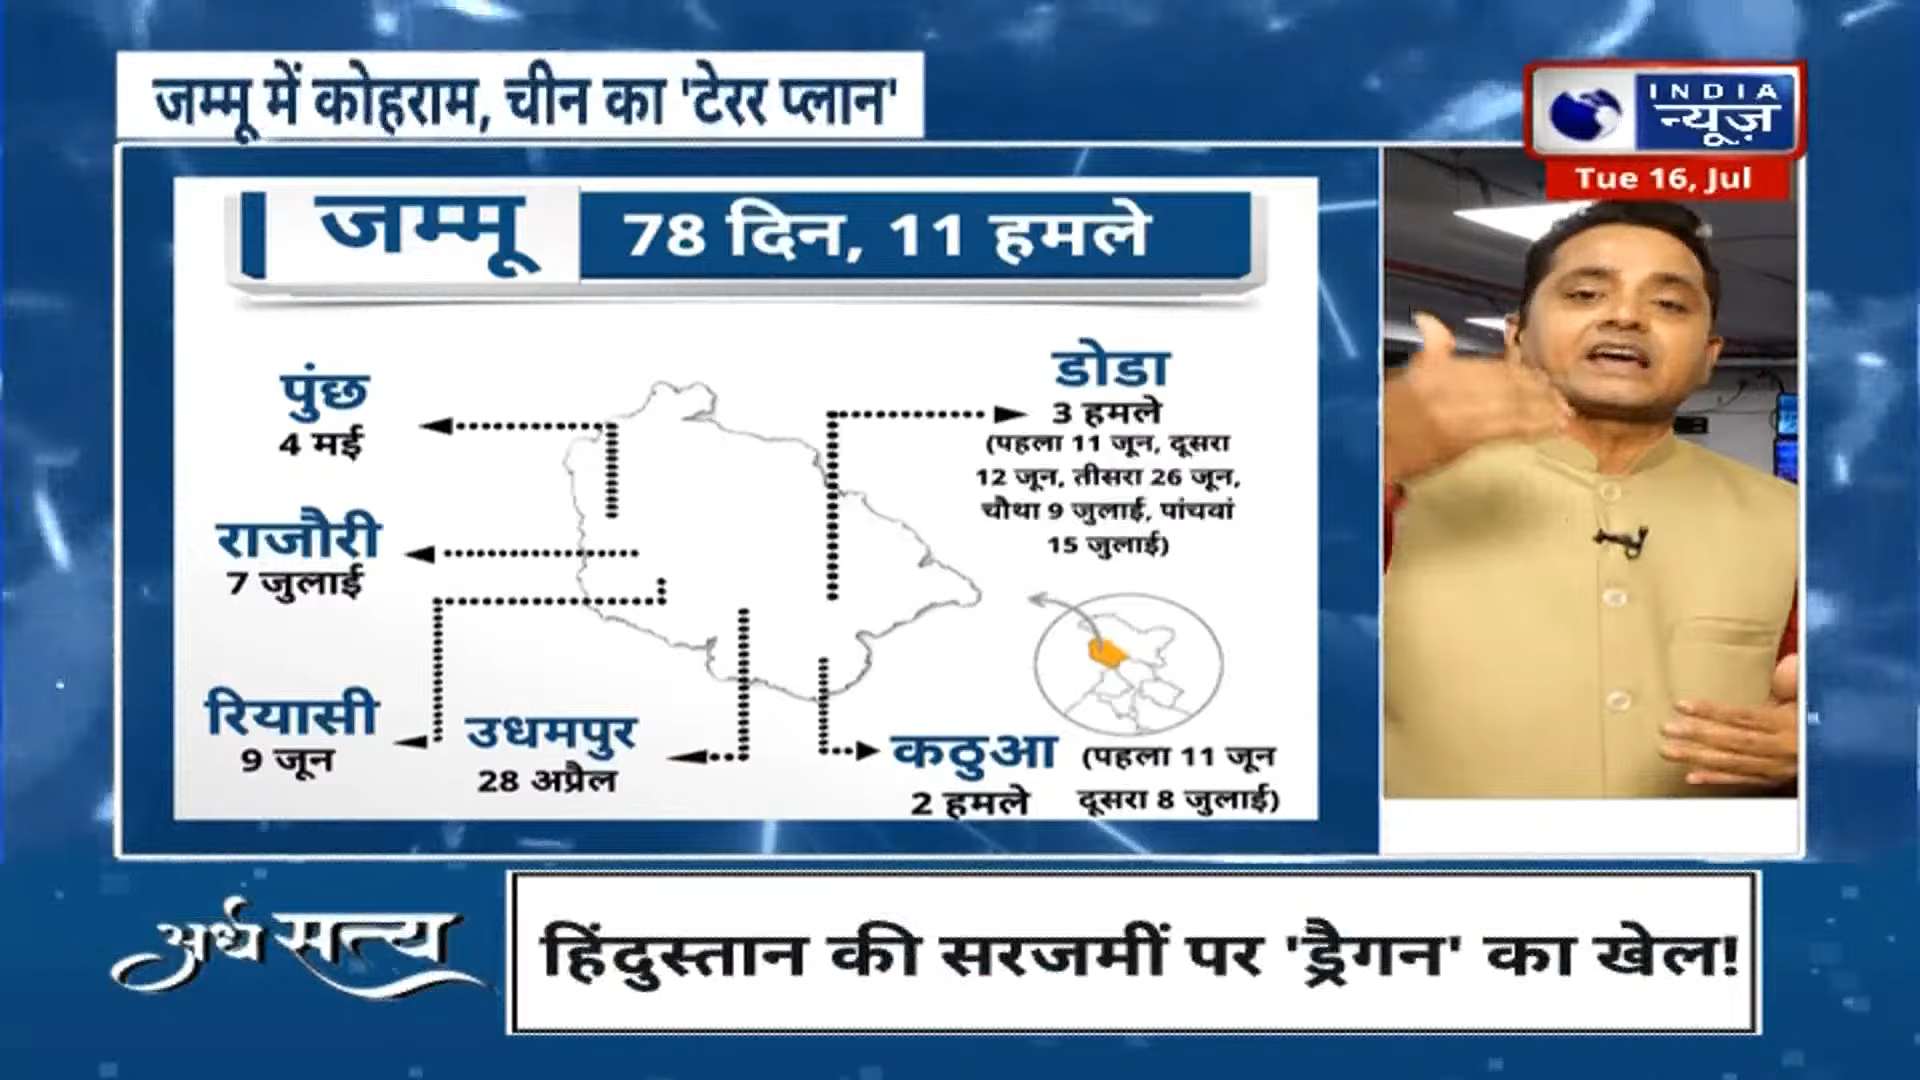 जम्मू में कोहराम, चीन का 'टेरर प्लान'
INDIA
न्यूज़
Tue 16, Jul
जम्मू
78 दिन, 11 हमले
पुंछ
4 मई
राजौरी
7 जुलाई
रियासी
9 जून
उधमपुर
28 अप्रैल
डोडा
3 हमले
(पहला 11 जून, दूसरा
12 जून, तीसरा 26 जून,
चौथा 9 जुलाई, पांचवां
15 जुलाई)
कठुआ
2 हमले
(पहला 11 जून
दूसरा 8 जुलाई)
अर्ध सत्य
हिंदुस्तान की सरजमीं पर 'ड्रैगन' का खेल!